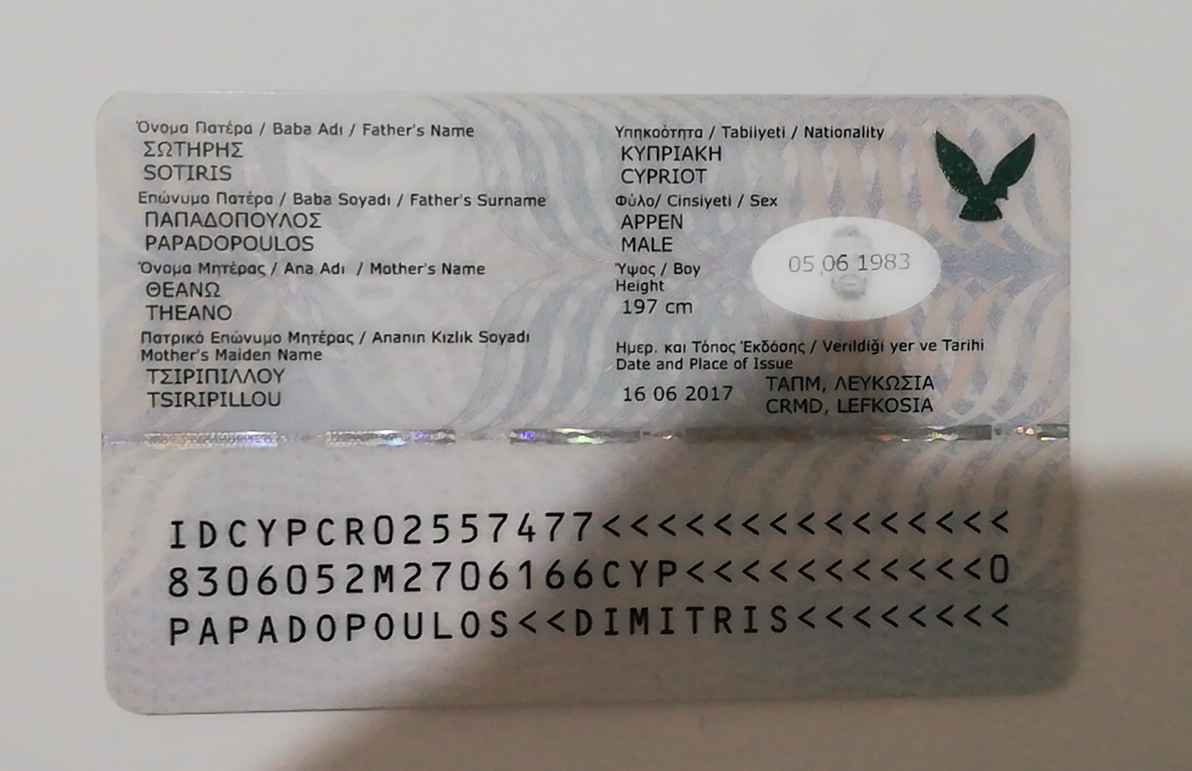 Όνομα Πατέρα / Baba Adı / Father's Name
ΣΩΤΗΡΗΣ
SOTIRIS
Επώνυμο Πατέρα / Baba Soyadı / Father's Surname
ΠΑΠΑΔΟΠΟΥΛΟΣ
PAPADOPOULOS
Όνομα Μητέρας / Ana Adı / Mother's Name
ΘΕΑΝΩ
THEANO
Πατρικό Επώνυμο Μητέρας / Ananın Kızlık Soyadı
Mother's Maiden Name
ΤΣΙΡΙΠΙΛΛΟΥ
TSIRIPILLOU
Υπηκοότητα / Tabiiyeti / Nationality
ΚΥΠΡΙΑΚΗ
CYPRIOT
Φύλο/ Cinsiyeti / Sex
ΑΡΡΕΝ
MALE
Ύψος / Boy
Height
197 cm
05 06 1983
Ημερ. και Τόπος Έκδοσης / Verildiği yer ve Tarihi
Date and Place of Issue
16 06 2017
ΤΑΠΜ, ΛΕΥΚΩΣΙΑ
CRMD, LEFKOSIA
IDCYPCRO2557477<<<<<<<<<<<<<<<
8306052M2706166CYP<<<<<<<<<<<0
PAPADOPOULOS<<DIMITRIS<<<<<<<<